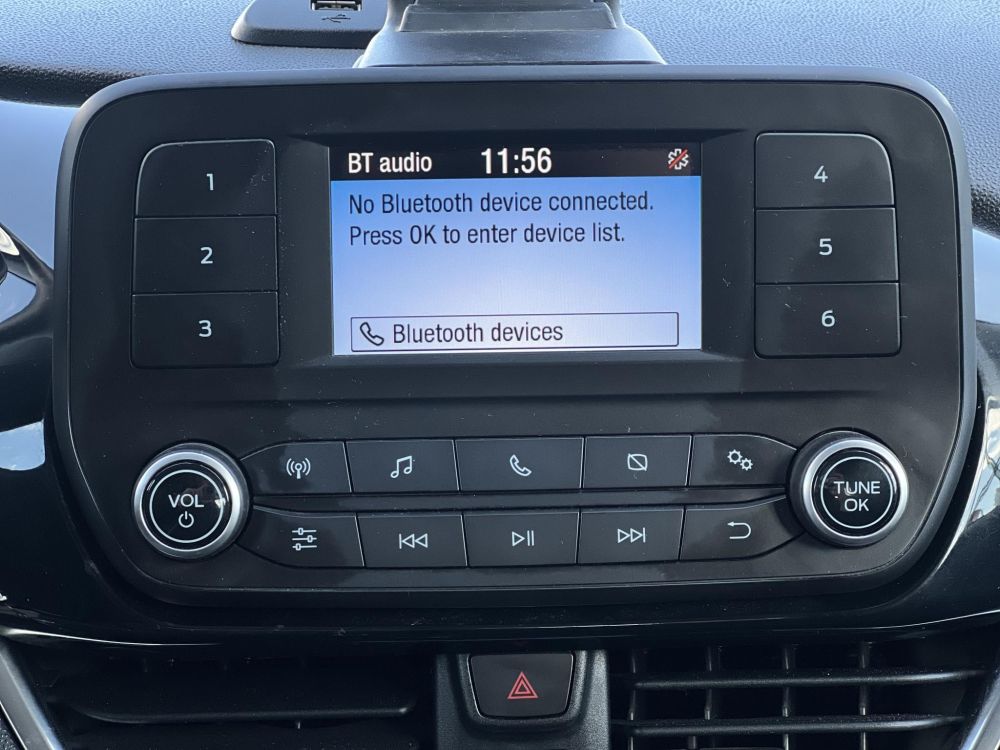 BT audio 11:56
No Bluetooth device connected.
Press OK to enter device list.
Bluetooth devices
1
2
3
4
5
6
VOL
TUNE
OK